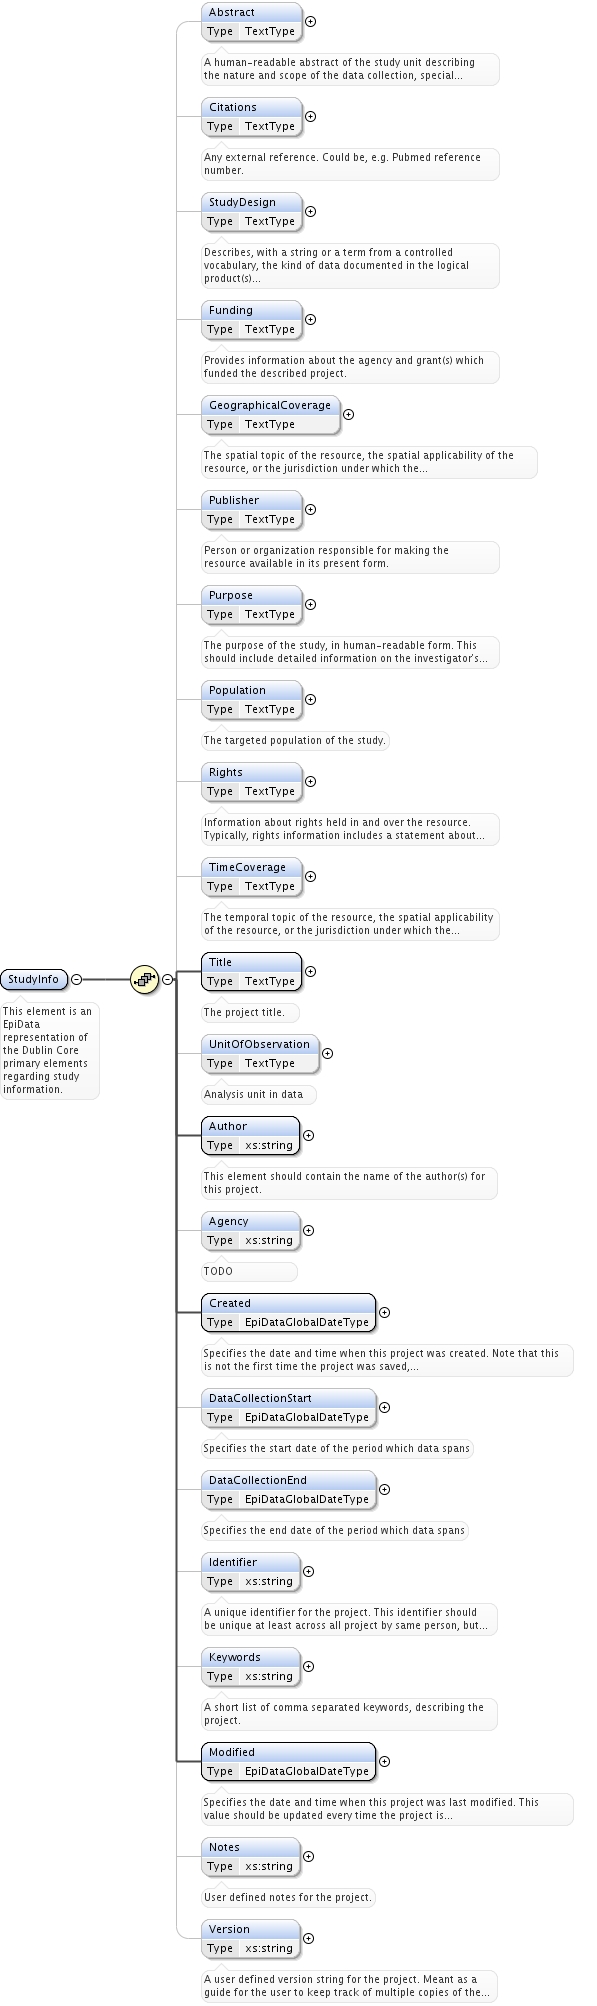 Abstract
Type TextType
A human-readable abstract of the study unit describing
the nature and scope of the data collection, special...
Citations
Type TextType
Any external reference. Could be, e.g. Pubmed reference
number.
StudyDesign
Type TextType
Describes, with a string or a term from a controlled
vocabulary, the kind of data documented in the logical
product(s)...
Funding
Type TextType
Provides information about the agency and grant(s) which
funded the described project.
GeographicalCoverage
Type TextType
The spatial topic of the resource, the spatial applicability of the
resource, or the jurisdiction under which the...
Publisher
Type TextType
Person or organization responsible for making the
resource available in its present form.
Purpose
Type TextType
The purpose of the study, in human-readable form. This
should include detailed information on the investigator's...
Population
Type TextType
The targeted population of the study.
Rights
Type TextType
Information about rights held in and over the resource.
Typically, rights information includes a statement about...
TimeCoverage
Type TextType
The temporal topic of the resource, the spatial applicability
of the resource, or the jurisdiction under which the...
StudyInfo
This element is an
EpiData
representation of
the Dublin Core
primary elements
regarding study
information.
Title
Type TextType
The project title.
UnitOfObservation
Type TextType
Analysis unit in data
Author
Type xs:string
This element should contain the name of the author(s) for
this project.
Agency
Type xs:string
TODO
Created
Type EpiDataGlobalDateType
Specifies the date and time when this project was created. Note that this
is not the first time the project was saved,...
DataCollectionStart
Type EpiDataGlobalDateType
Specifies the start date of the period which data spans
DataCollectionEnd
Type EpiDataGlobalDateType
Specifies the end date of the period which data spans
Identifier
Type xs:string
A unique identifier for the project. This identifier should
be unique at least across all project by same person, but...
Keywords
Type xs:string
A short list of comma separated keywords, describing the
project.
Modified
Type EpiDataGlobalDateType
Specifies the date and time when this project was last modified. This
value should be updated every time the project is...
Notes
Type xs:string
User defined notes for the project.
Version
Type xs:string
A user defined version string for the project. Meant as a
guide for the user to keep track of multiple copies of the...